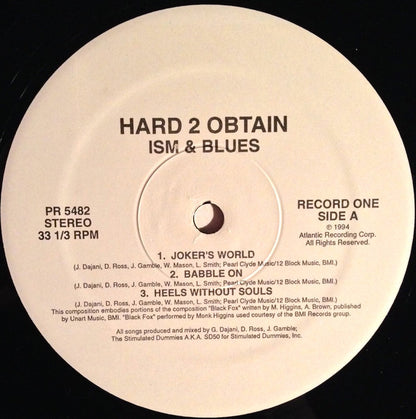 HARD 2 OBTAIN
ISM & BLUES
PR 5482
STEREO
33 1/3 RPM
RECORD ONE
SIDE A
℗ 1994
Atlantic Recording Corp.
All Rights Reserved.
1. JOKER'S WORLD
(J. Dajani, D. Ross, J. Gamble, W. Mason, L. Smith; Pearl Clyde Music/12 Block Music, BMI.)
2. BABBLE ON
(J. Dajani, D. Ross, J. Gamble, W. Mason, L. Smith; Pearl Clyde Music/12 Block Music, BMI.)
3. HEELS WITHOUT SOULS
(J. Dajani, D. Ross, J. Gamble, W. Mason, L. Smith; Pearl Clyde Music/12 Block Music, BMI.)
This composition embodies portions of the composition "Black Fox" written by M. Higgins, A. Brown, published
by Unart Music, BMI. "Black Fox" performed by Monk Higgins used courtesy of the BMI Records group.
All songs produced and mixed by G. Dajani, D. Ross, J. Gamble;
The Stimulated Dummies A.K.A. SD50 for Stimulated Dummies, Inc.